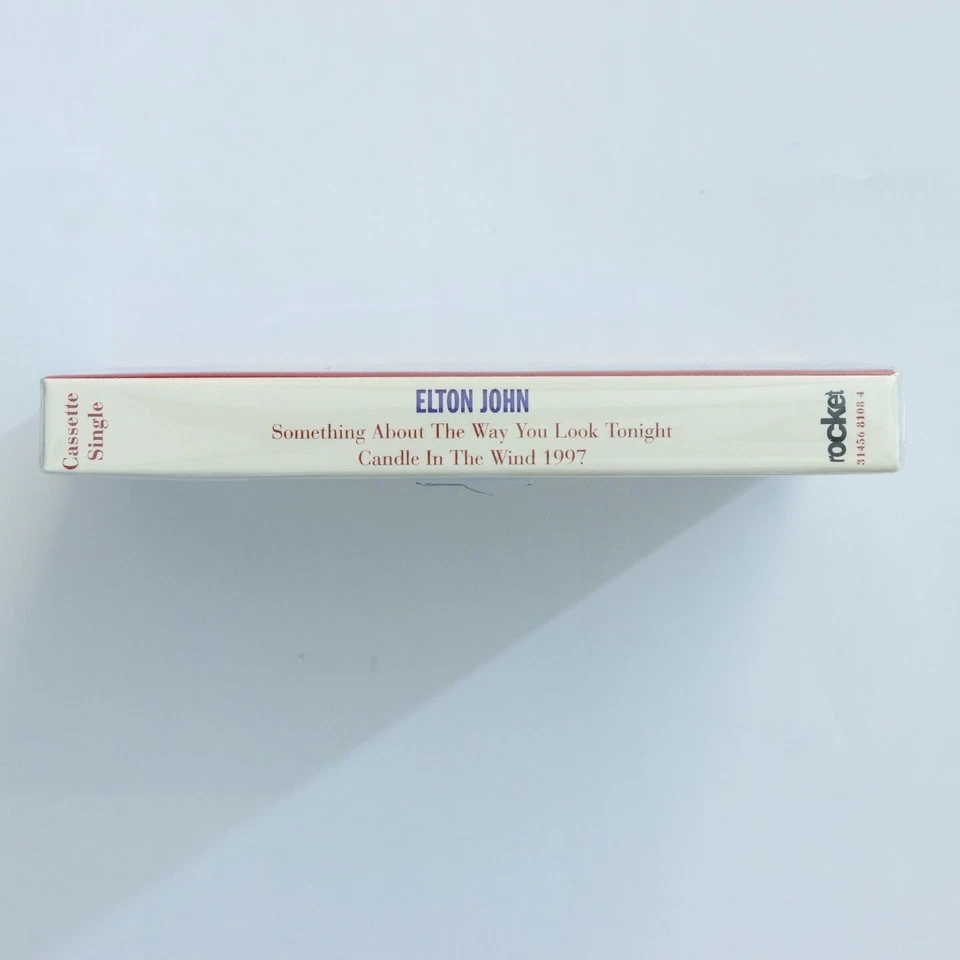 Cassette
Single
ELTON JOHN
Something About The Way You Look Tonight
Candle In The Wind 1997
rocket
31456 8108 4